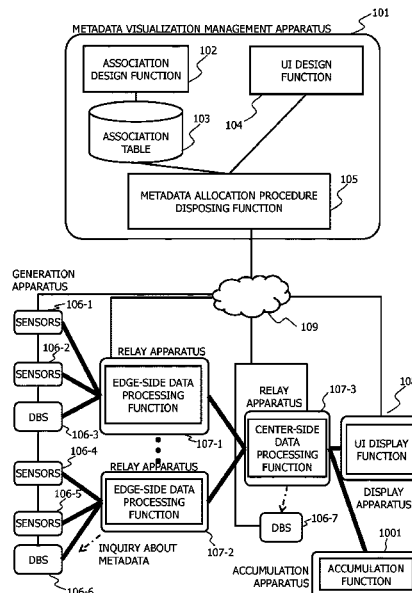 METADATA VISUALIZATION MANAGEMENT APPARATUS
101
102
ASSOCIATION
DESIGN FUNCTION
UI DESIGN
FUNCTION
104
103
ASSOCIATION
TABLE
105
METADATA ALLOCATION PROCEDURE
DISPOSING FUNCTION
GENERATION
APPARATUS
109
106-1
SENSORS
106-2
SENSORS
DBS
106-3
RELAY APPARATUS
EDGE-SIDE DATA
PROCESSING
FUNCTION
107-1
RELAY
APPARATUS
107-3
CENTER-SIDE
DATA
PROCESSING
FUNCTION
UI DISPLAY
FUNCTION
DISPLAY
APPARATUS
106-4
SENSORS
106-5
SENSORS
DBS
106-6
RELAY APPARATUS
EDGE-SIDE DATA
PROCESSING
FUNCTION
107-2
INQUIRY ABOUT
METADATA
DBS
106-7
1001
ACCUMULATION
FUNCTION
ACCUMULATION APPARATUS